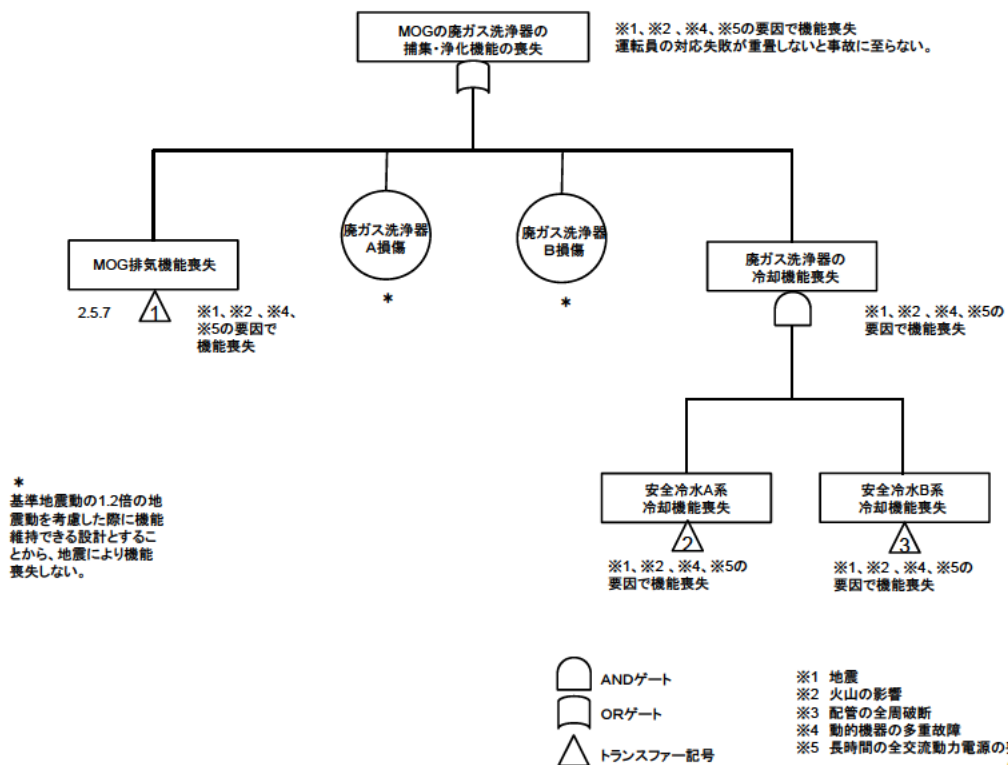 MOGの廃ガス洗浄器の
捕集・浄化機能の喪失
※1、※2 、※4、※5の要因で機能喪失
運転員の対応失敗が重畳しないと事故に至らない。
MOG排気機能喪失
2.5.7
1
※1、※2 、※4、
※5の要因で
機能喪失
廃ガス洗浄器
A損傷
*
廃ガス洗浄器
B損傷
*
廃ガス洗浄器の
冷却機能喪失
※1、※2 、※4、※5の
要因で機能喪失
安全冷水A系
冷却機能喪失
2
※1、※2 、※4、※5の
要因で機能喪失
安全冷水B系
冷却機能喪失
3
※1、※2 、※4、※5の
要因で機能喪失
*
基準地震動の1.2倍の地
震動を考慮した際に機能
維持できる設計とするこ
とから、地震により機能
喪失しない。
ANDゲート
ORゲート
トランスファー記号
※1 地震
※2 火山の影響
※3 配管の全周破断
※4 動的機器の多重故障
※5 長時間の全交流動力電源の